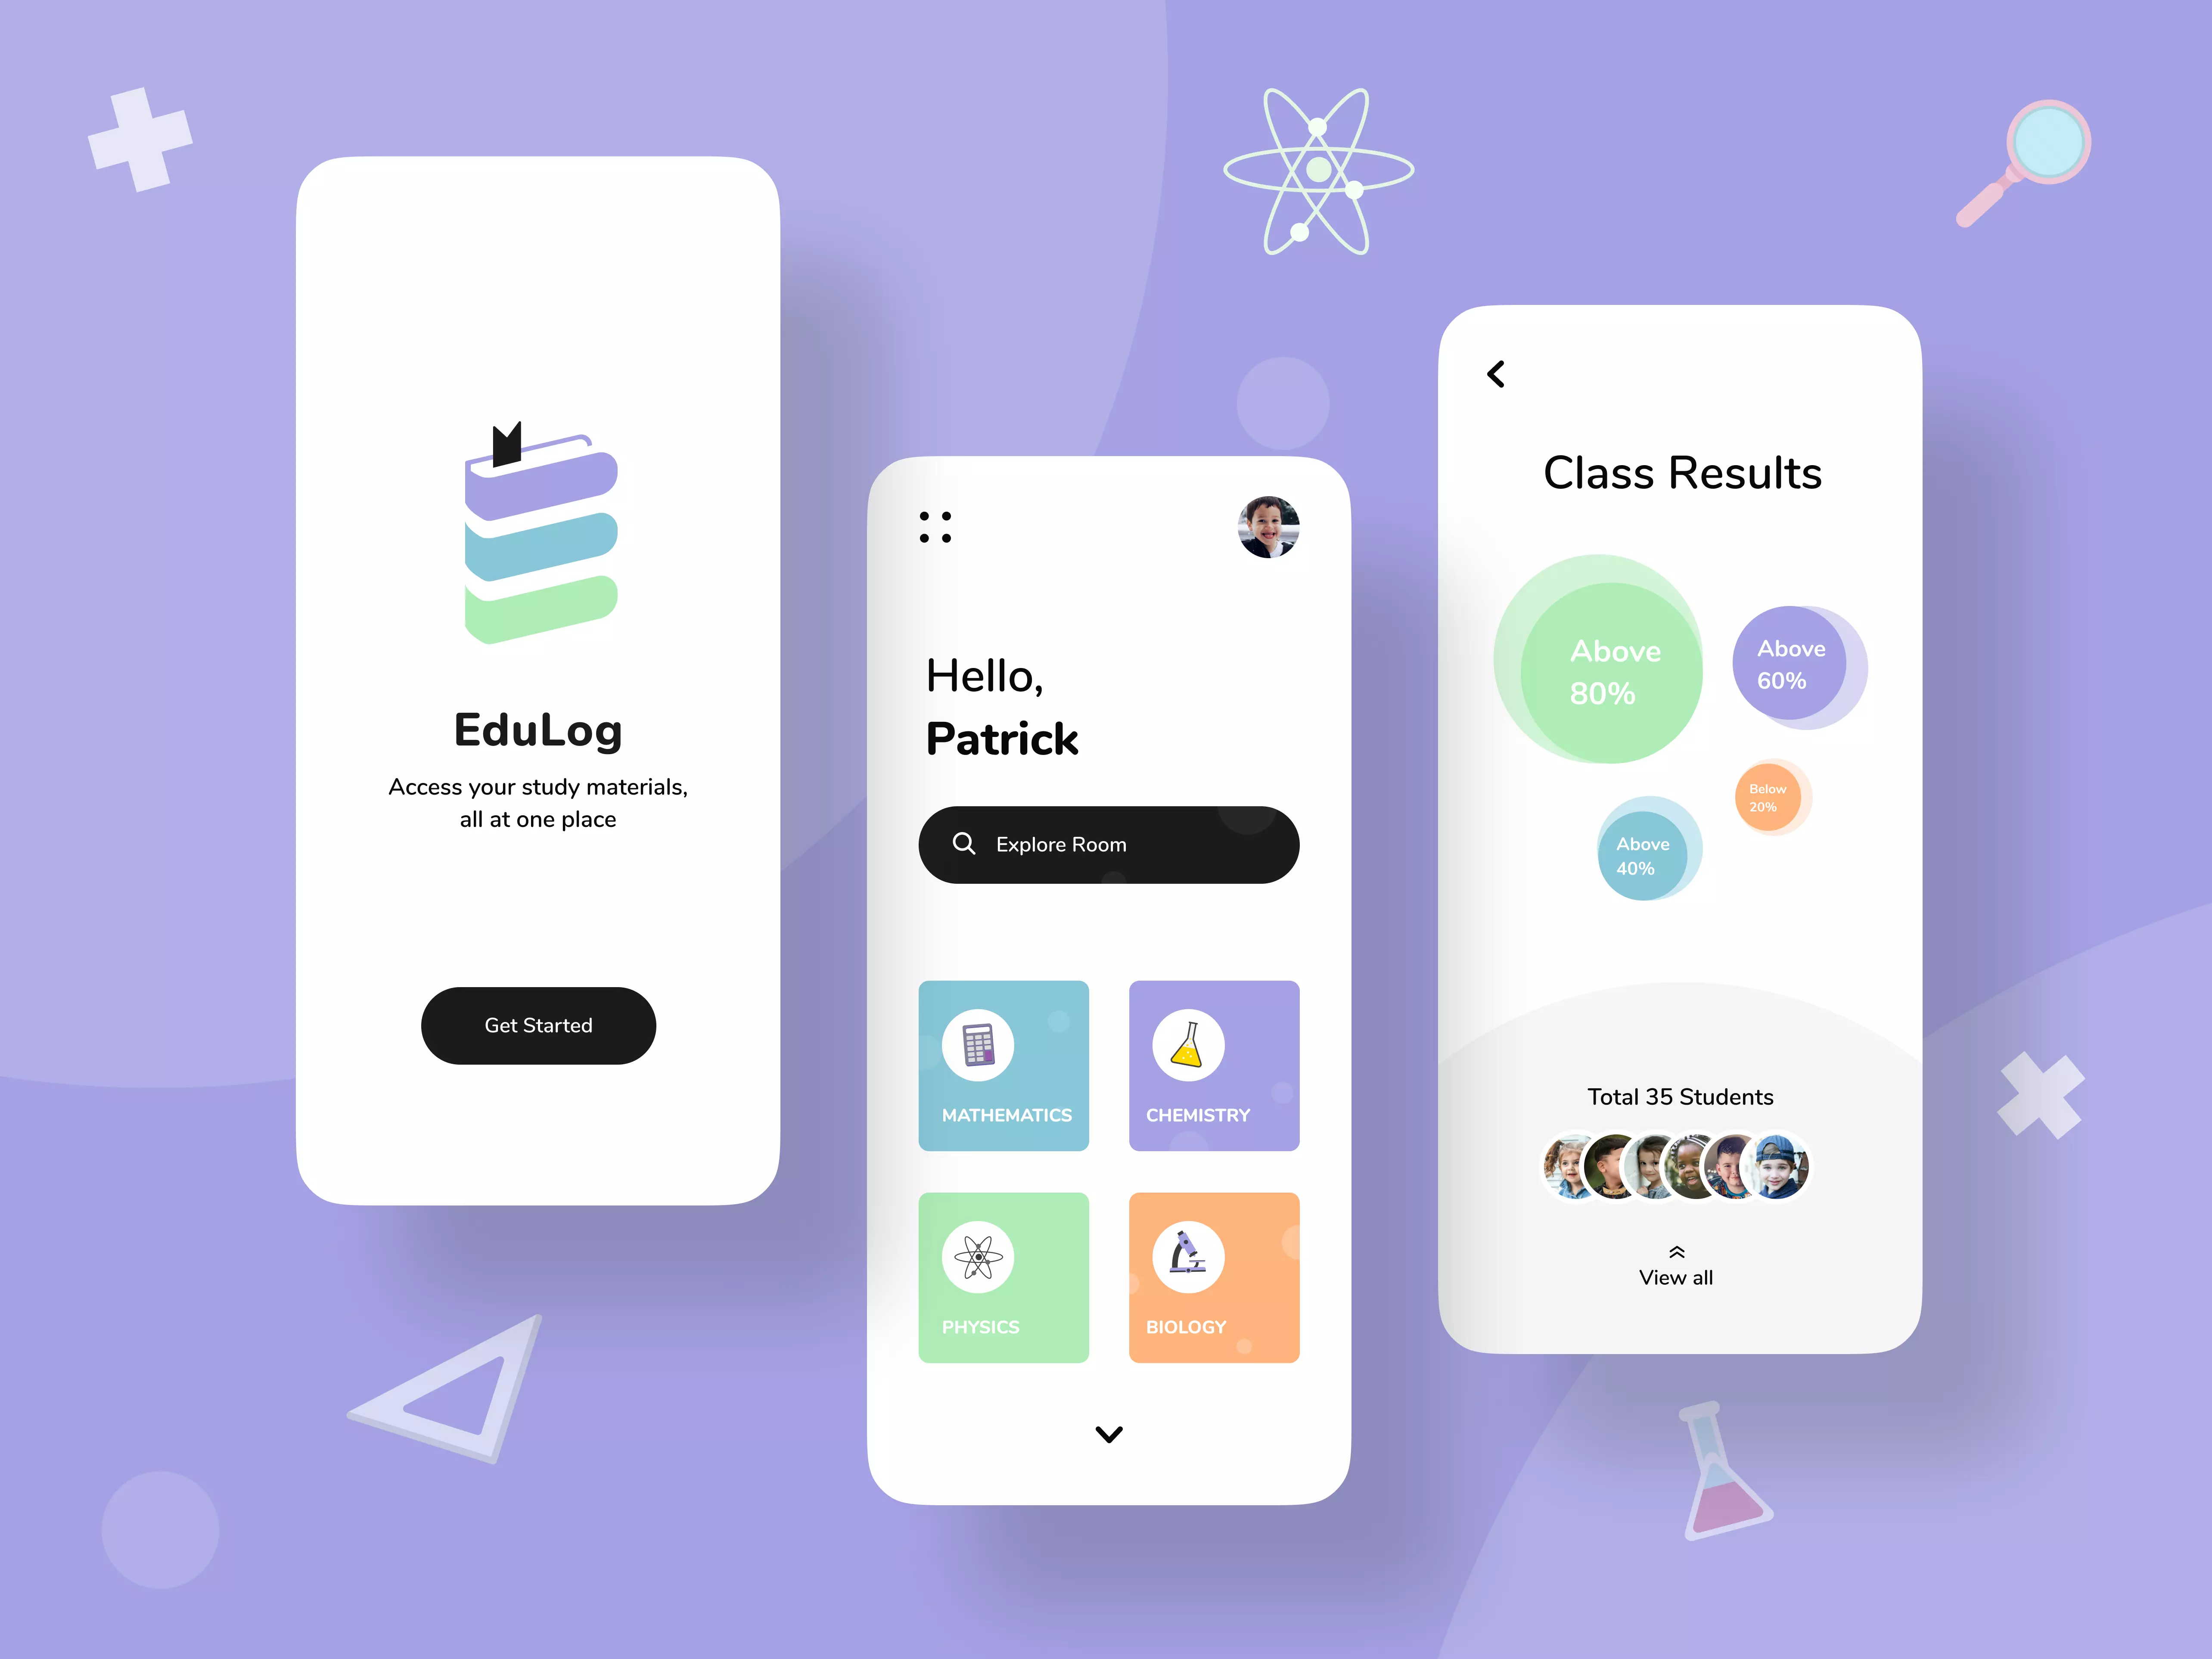 EduLog
Access your study materials,
all at one place
Get Started
Hello,
Patrick
Explore Room
MATHEMATICS
CHEMISTRY
PHYSICS
BIOLOGY
Class Results
Above
80%
Above
60%
Below
20%
Above
40%
Total 35 Students
View all